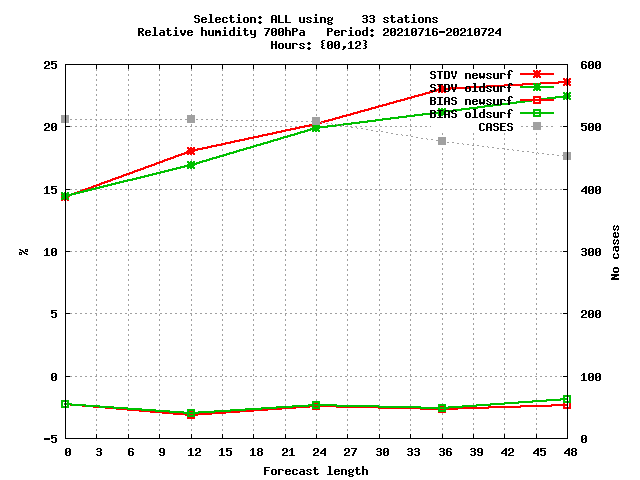 Selection: ALL using    33 stations
Relative humidity 700hPa   Period: 20210716-20210724
Hours: {00,12}
25 600
STDV newsurf
STDV oldsurf
BIAS newsurf
BIAS oldsurf
CASES
20 500
15 400
10 300
5 200
0 100
-5 0
%
No cases
0 3 6 9 12 15 18 21 24 27 30 33 36 39 42 45 48
Forecast length